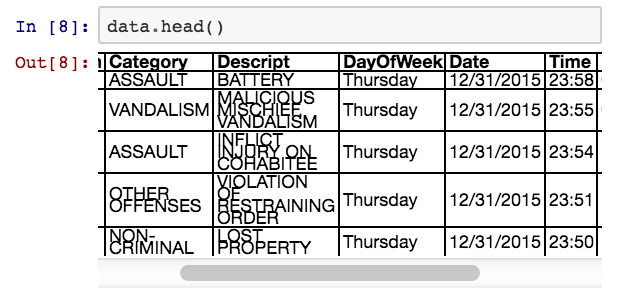 In [8]: data.head()
Out[8]:
Category Descript DayOfWeek Date Time
ASSAULT BATTERY Thursday 12/31/2015 23:58
VANDALISM MALICIOUS MISCHIEF, VANDALISM Thursday 12/31/2015 23:55
ASSAULT INFLICT INJURY ON COHABITEE Thursday 12/31/2015 23:54
OTHER OFFENSES VIOLATION OF RESTRAINING ORDER Thursday 12/31/2015 23:51
NON-CRIMINAL LOST PROPERTY Thursday 12/31/2015 23:50